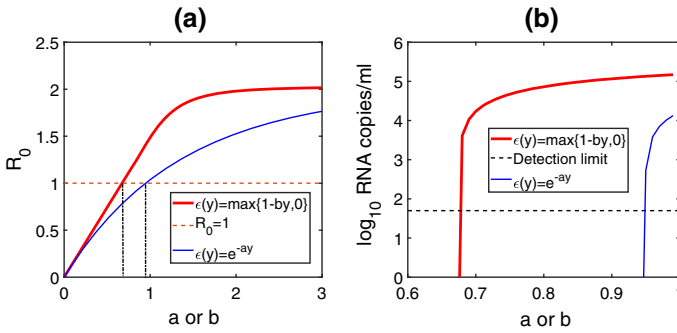 (a)
2.5
2
1.5
1
0.5
0
R0
ϵ(y)=max{1-by,0}
R0=1
ϵ(y)=e^-ay
0 1 2 3
a or b
(b)
6
5
4
3
2
1
0
log10 RNA copies/ml
ϵ(y)=max{1-by,0}
Detection limit
ϵ(y)=e^-ay
0.6 0.7 0.8 0.9 1
a or b